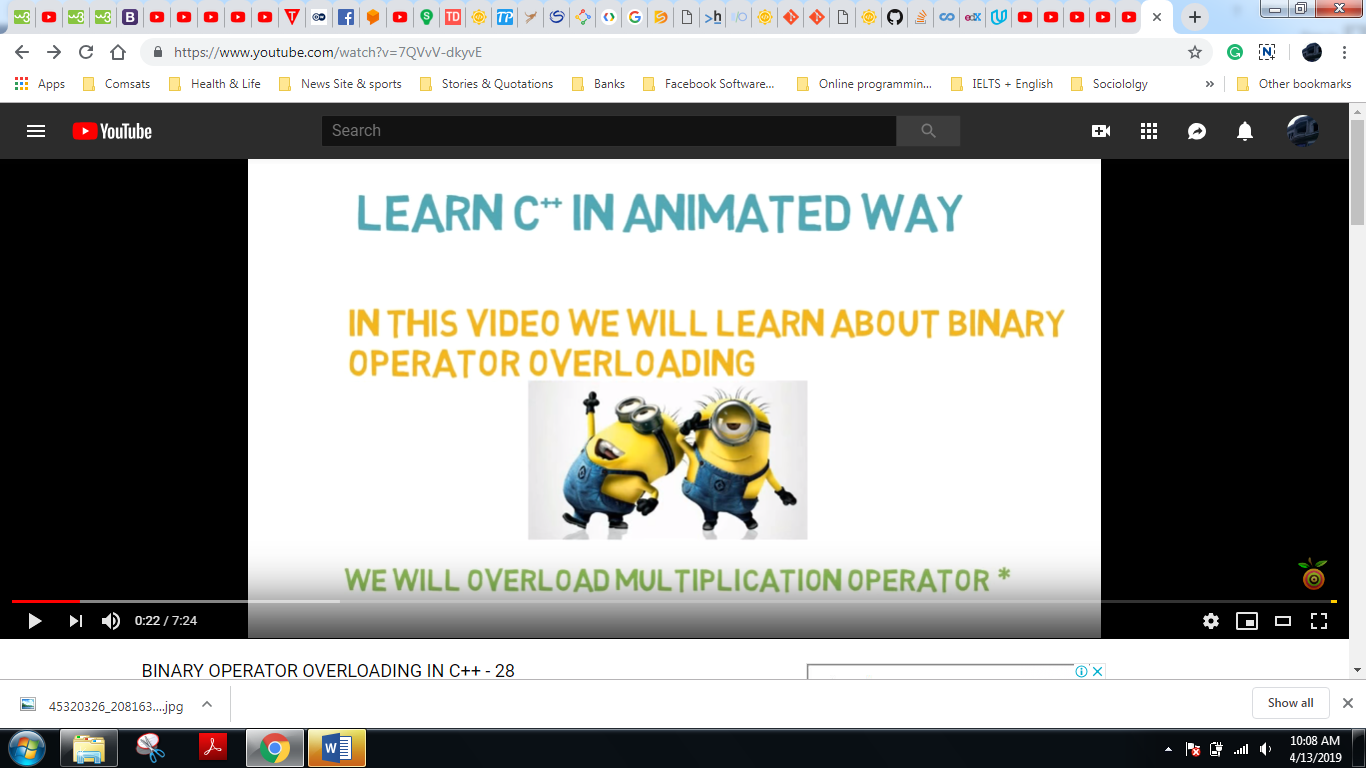 https://www.youtube.com/watch?v=7QVvV-dkyvE
Apps Comsats Health & Life News Site & sports Stories & Quotations Banks Facebook Software... Online programmin... IELTS + English Sociololgy » Other bookmarks
YouTube Search
LEARN C++ IN ANIMATED WAY
IN THIS VIDEO WE WILL LEARN ABOUT BINARY
OPERATOR OVERLOADING
WE WILL OVERLOAD MULTIPLICATION OPERATOR *
0:22 / 7:24
BINARY OPERATOR OVERLOADING IN C++ - 28
45320326_208163....jpg Show all
10:08 AM
4/13/2019